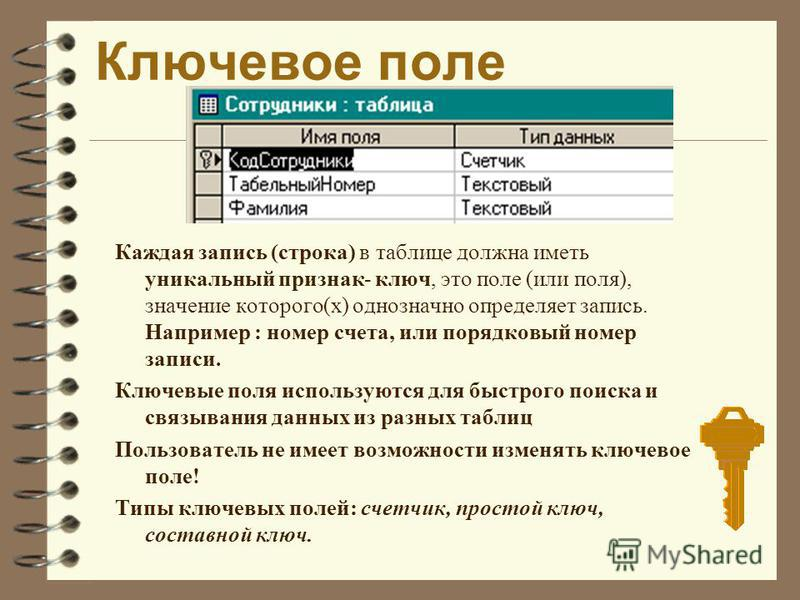 Ключевое поле
Сотрудники : таблица
Имя поля Тип данных
КодСотрудники Счетчик
ТабельныйНомер Текстовый
Фамилия Текстовый
Каждая запись (строка) в таблице должна иметь
уникальный признак- ключ, это поле (или поля),
значение которого(х) однозначно определяет запись.
Например : номер счета, или порядковый номер
записи.
Ключевые поля используются для быстрого поиска и
связывания данных из разных таблиц
Пользователь не имеет возможности изменять ключевое
поле!
Типы ключевых полей: счетчик, простой ключ,
составной ключ.
MyShared